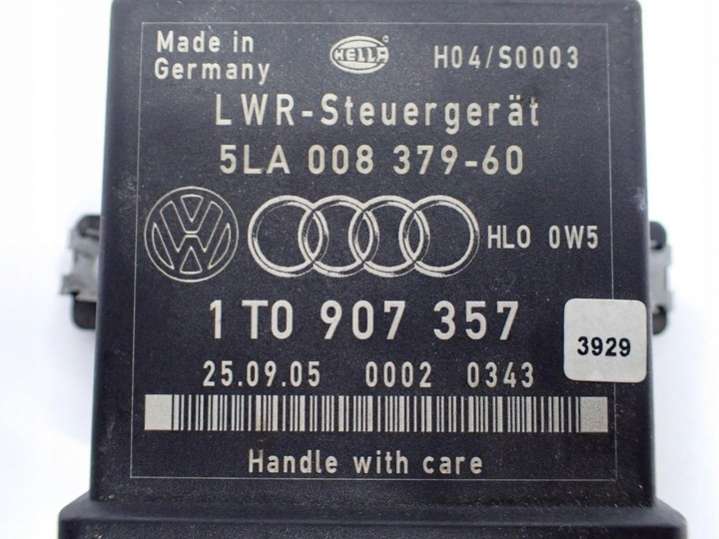 Made in
Germany
HELLA
H04/S0003
LWR-Steuergerät
5LA 008 379-60
HLO 0W5
1T0 907 357
3929
25.09.05 0002 0343
Handle with care